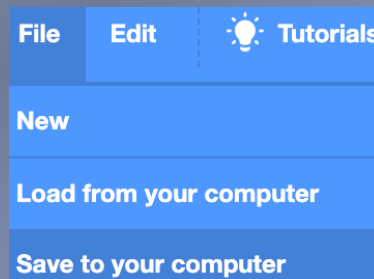 File Edit Tutorials
New
Load from your computer
Save to your computer